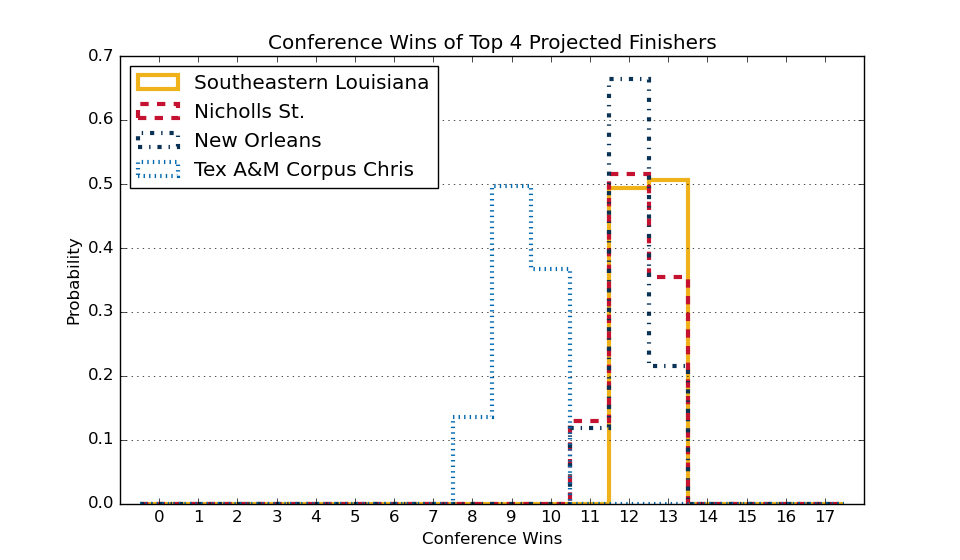 Conference Wins of Top 4 Projected Finishers
Southeastern Louisiana
Nicholls St.
New Orleans
Tex A&M Corpus Chris
0.7
0.6
0.5
0.4
0.3
0.2
0.1
0.0
Probability
0 1 2 3 4 5 6 7 8 9 10 11 12 13 14 15 16 17
Conference Wins